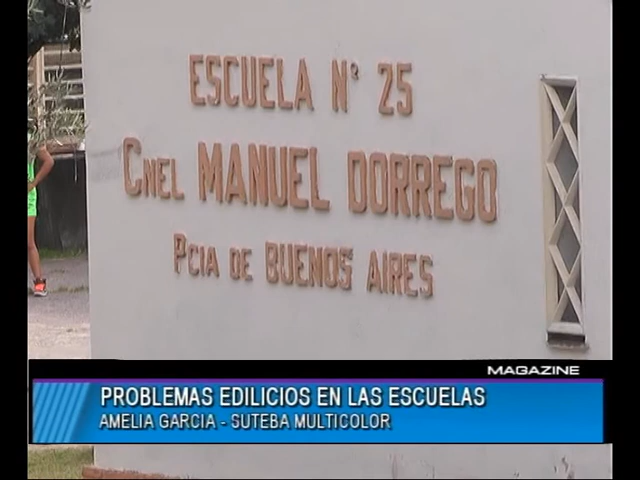 ESCUELA N° 25
CNEL MANUEL DORREGO
PCIA DE BUENOS AIRES
MAGAZINE
PROBLEMAS EDILICIOS EN LAS ESCUELAS
AMELIA GARCIA - SUTEBA MULTICOLOR